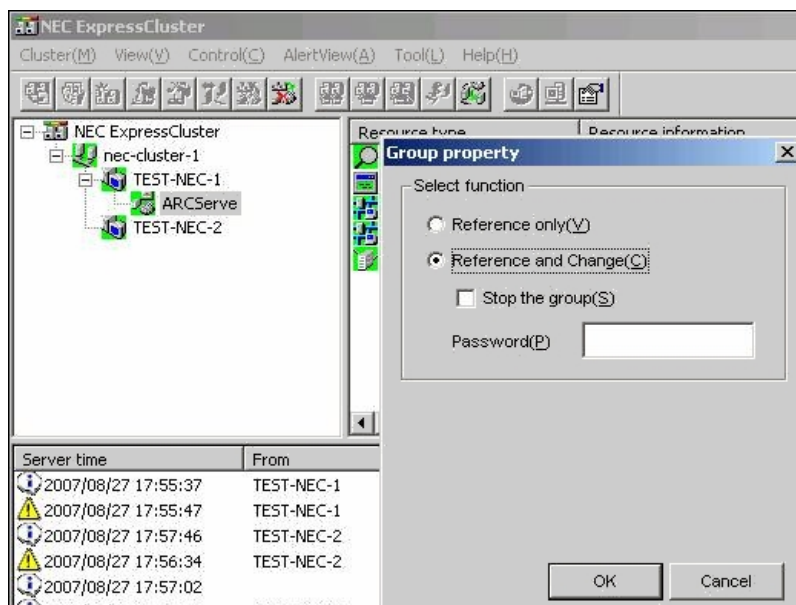 NEC ExpressCluster
Cluster(M) View(V) Control(C) AlertView(A) Tool(L) Help(H)
NEC ExpressCluster
nec-cluster-1
TEST-NEC-1
ARCServe
TEST-NEC-2
Resource type Resource information
Group property
Select function
Reference only(V)
Reference and Change(C)
Stop the group(S)
Password(P)
OK Cancel
Server time From
2007/08/27 17:55:37 TEST-NEC-1
2007/08/27 17:55:47 TEST-NEC-1
2007/08/27 17:57:46 TEST-NEC-2
2007/08/27 17:56:34 TEST-NEC-2
2007/08/27 17:57:02